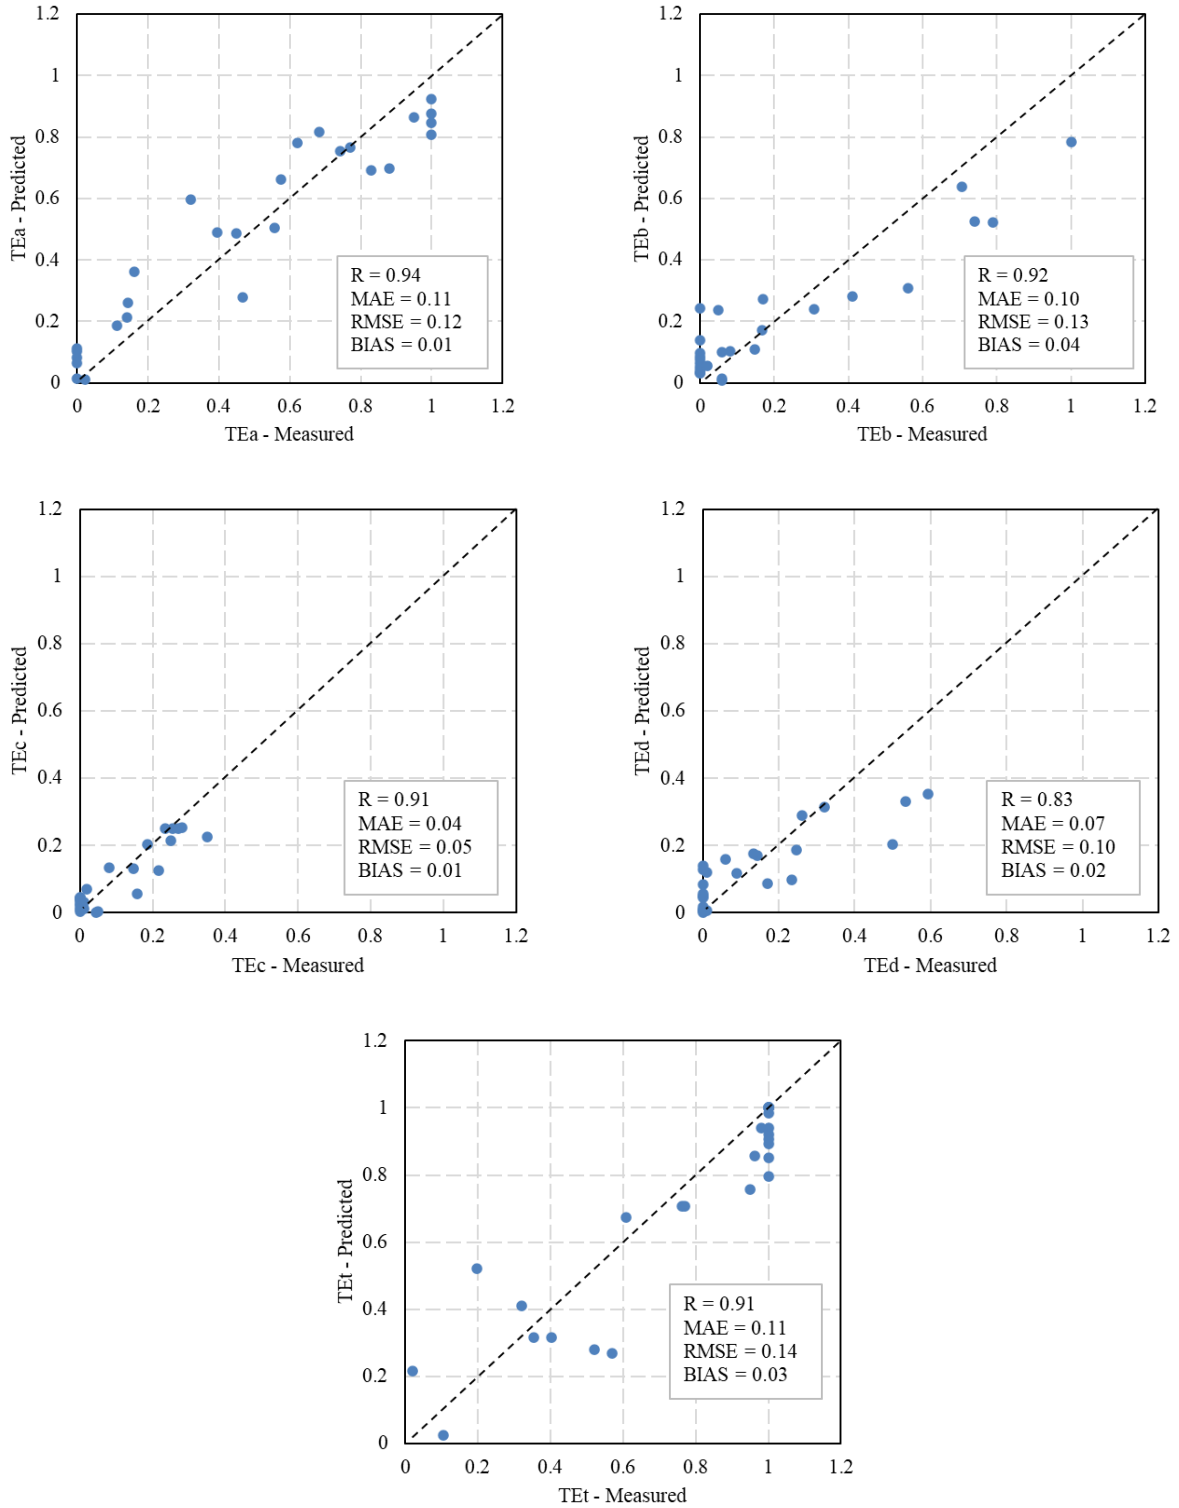 1.2
1
0.8
0.6
0.4
0.2
0
TEa - Predicted
R = 0.94
MAE = 0.11
RMSE = 0.12
BIAS = 0.01
0 0.2 0.4 0.6 0.8 1 1.2
TEa - Measured
1.2
1
0.8
0.6
0.4
0.2
0
TEb - Predicted
R = 0.92
MAE = 0.10
RMSE = 0.13
BIAS = 0.04
0 0.2 0.4 0.6 0.8 1 1.2
TEb - Measured
1.2
1
0.8
0.6
0.4
0.2
0
TEc - Predicted
R = 0.91
MAE = 0.04
RMSE = 0.05
BIAS = 0.01
0 0.2 0.4 0.6 0.8 1 1.2
TEc - Measured
1.2
1
0.8
0.6
0.4
0.2
0
TEd - Predicted
R = 0.83
MAE = 0.07
RMSE = 0.10
BIAS = 0.02
0 0.2 0.4 0.6 0.8 1 1.2
TEd - Measured
1.2
1
0.8
0.6
0.4
0.2
0
TEt - Predicted
R = 0.91
MAE = 0.11
RMSE = 0.14
BIAS = 0.03
0 0.2 0.4 0.6 0.8 1 1.2
TEt - Measured